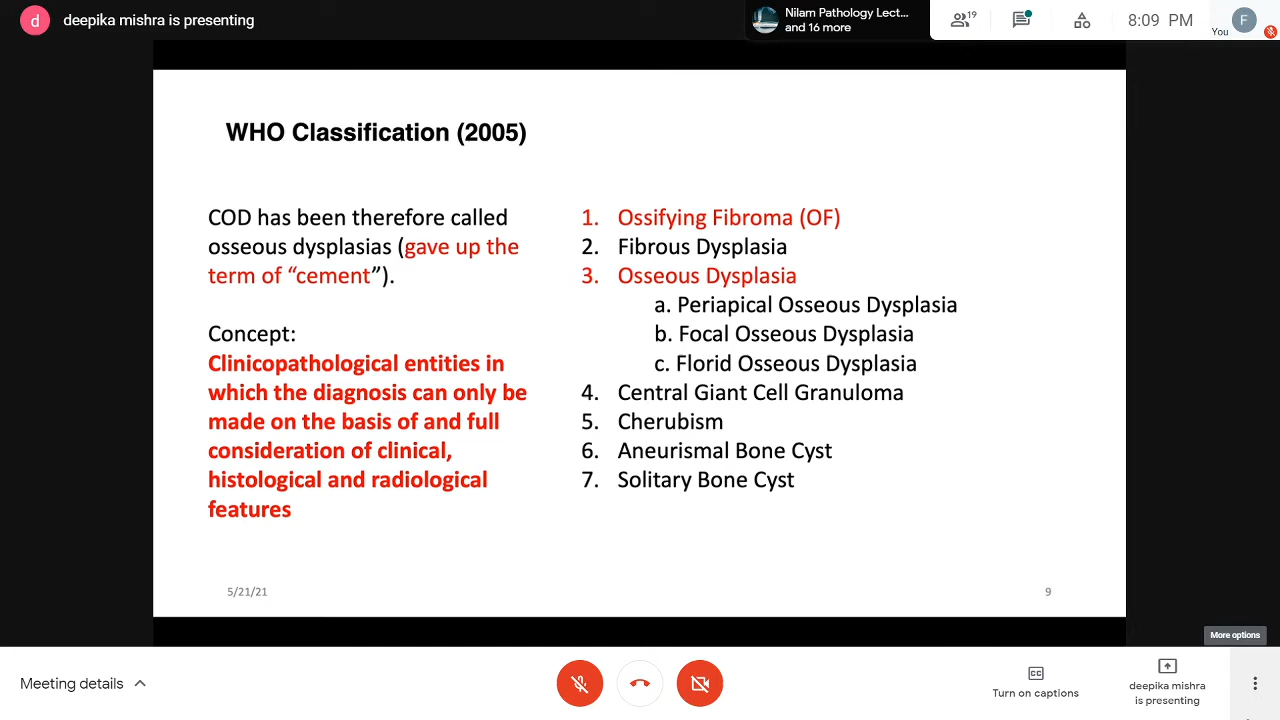 d
deepika mishra is presenting
Nilam Pathology Lect...
and 16 more
19
8:09 PM
You
F
WHO Classification (2005)
COD has been therefore called
osseous dysplasias (gave up the
term of “cement”).
Concept:
Clinicopathological entities in
which the diagnosis can only be
made on the basis of and full
consideration of clinical,
histological and radiological
features
1. Ossifying Fibroma (OF)
2. Fibrous Dysplasia
3. Osseous Dysplasia
a. Periapical Osseous Dysplasia
b. Focal Osseous Dysplasia
c. Florid Osseous Dysplasia
4. Central Giant Cell Granuloma
5. Cherubism
6. Aneurismal Bone Cyst
7. Solitary Bone Cyst
5/21/21
9
More options
Meeting details
CC
Turn on captions
deepika mishra
is presenting